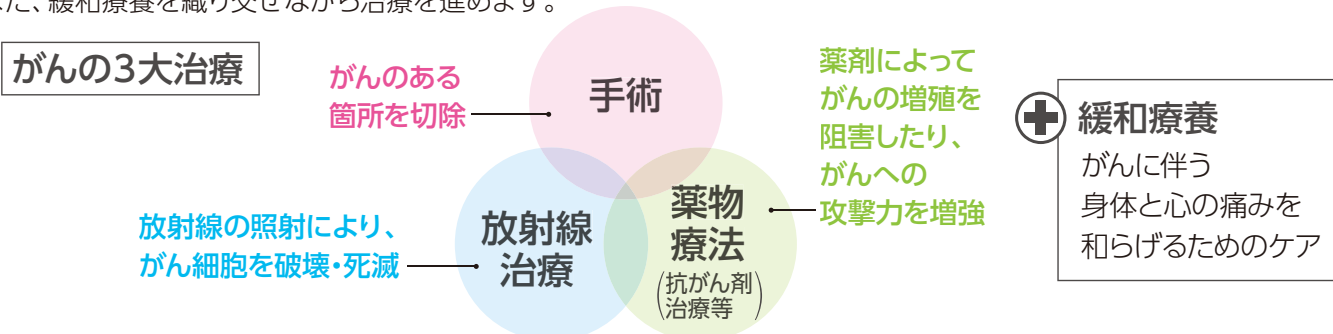 緩和療養を織り交ぜながら治療を進めます。
がんの3大治療
がんのある
箇所を切除
手術
薬剤によって
がんの増殖を
阻害したり、
がんへの
攻撃力を増強
放射線の照射により、
がん細胞を破壊・死滅
放射線
治療
薬物
療法
(抗がん剤
治療等)
緩和療養
がんに伴う
身体と心の痛みを
和らげるためのケア